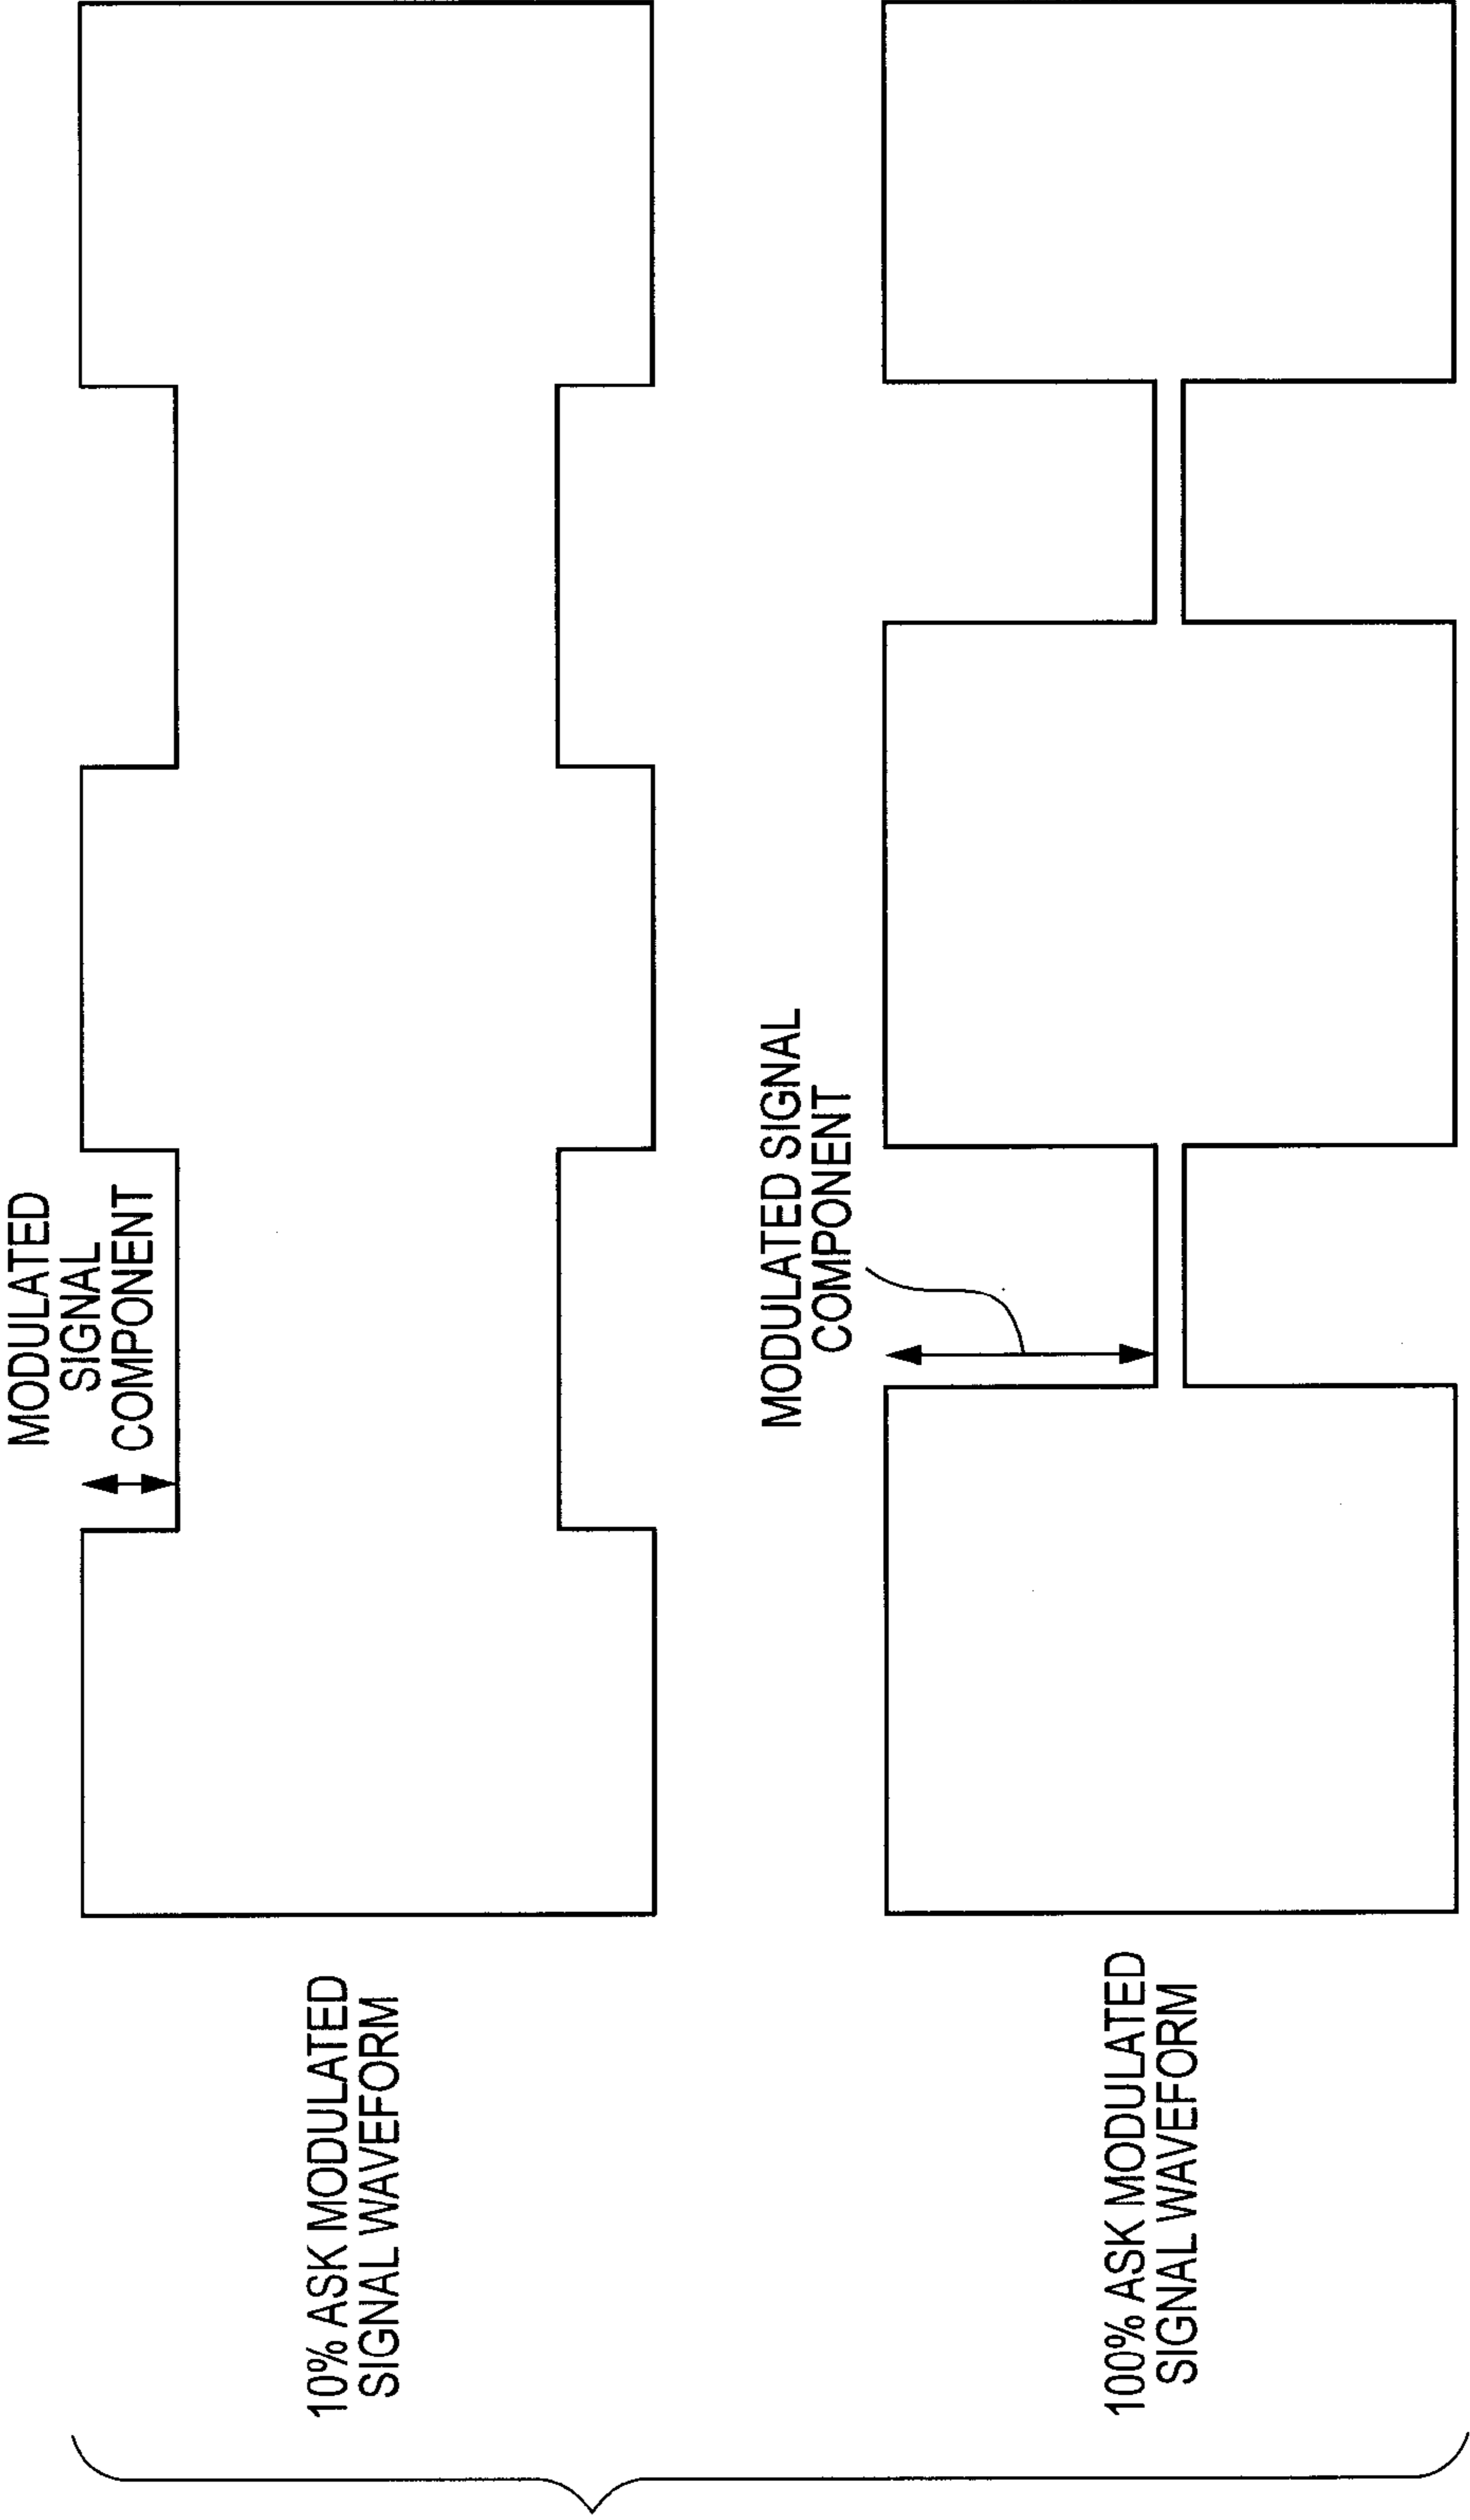 10% ASK MODULATED
SIGNAL WAVEFORM
MODULATED
SIGNAL
COMPONENT
100% ASK MODULATED
SIGNAL WAVEFORM
MODULATED SIGNAL
COMPONENT